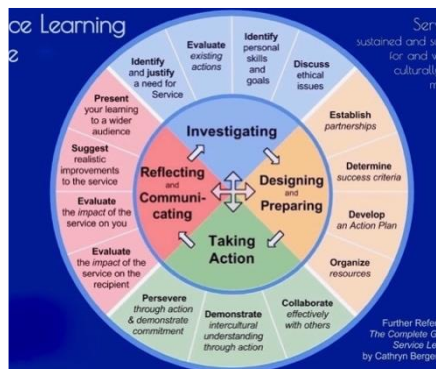 ce Learning
e
Serv
sustained and su
for and w
culturally
m
Identify
and justify
a need for
Service
Evaluate
existing
actions
Identify
personal
skills
and
goals
Discuss
ethical
issues
Establish
partnerships
Determine
success criteria
Develop
an Action Plan
Organize
resources
Collaborate
effectively
with others
Demonstrate
intercultural
understanding
through action
Persevere
through action
& demonstrate
commitment
Evaluate
the impact of the
service on the
recipient
Evaluate
the impact of the
service on you
Suggest
realistic
improvements
to the service
Present
your learning
to a wider
audience
Investigating
Designing
and
Preparing
Taking
Action
Reflecting
and
Communi-
cating
Further Refer
The Complete G
Service Le
by Cathryn Berge